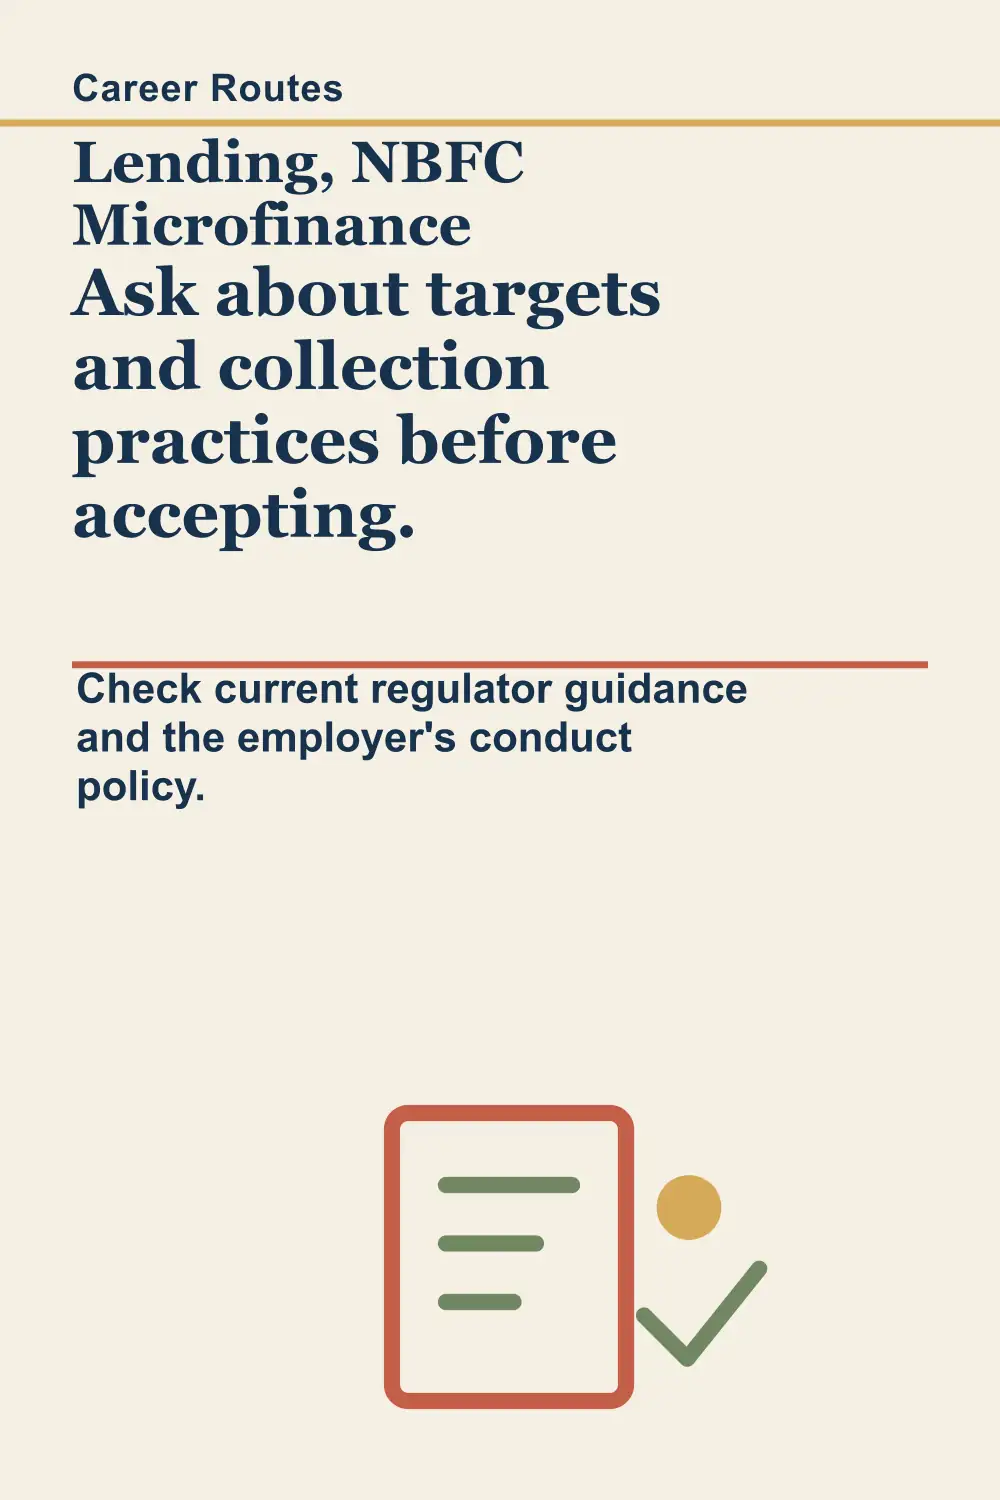 Career Routes
Lending, NBFC
Microfinance
Ask about targets
and collection
practices before
accepting.
Check current regulator guidance
and the employer's conduct
policy.